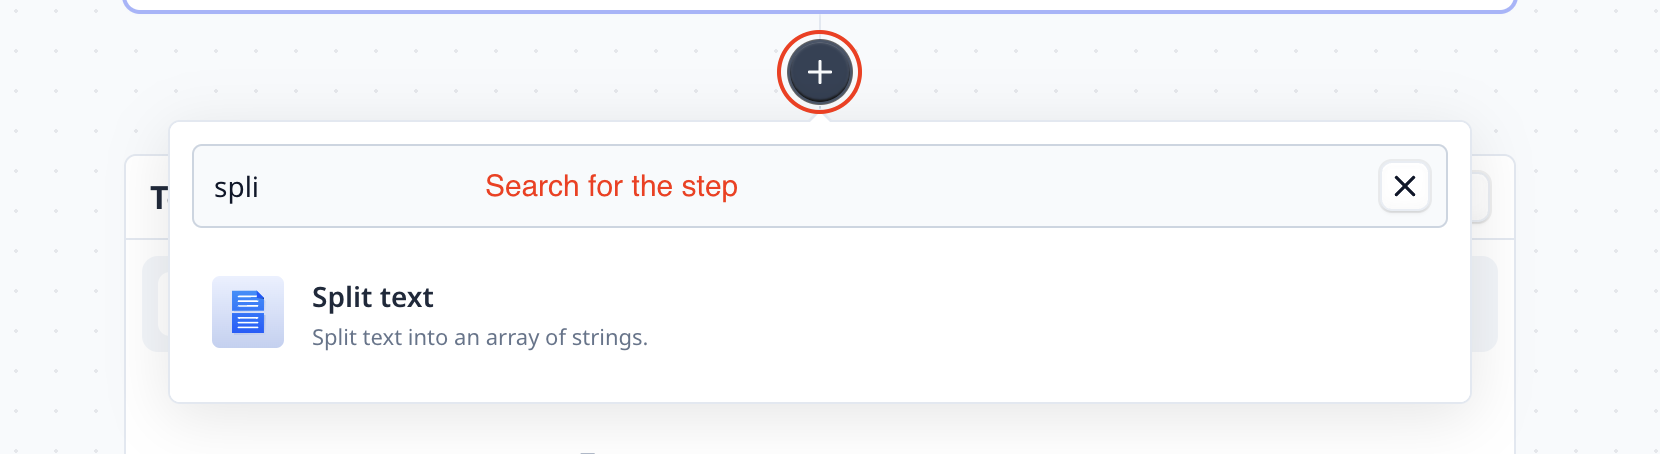 spli Search for the step
Split text
Split text into an array of strings.